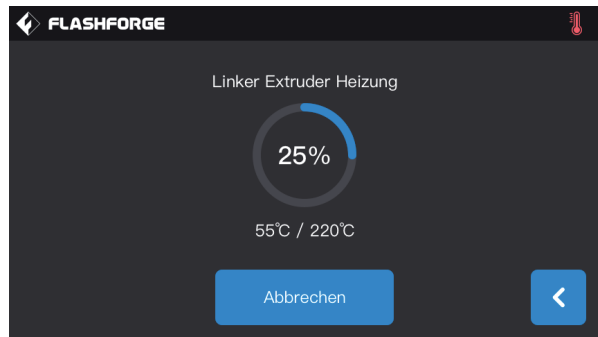 FLASHFORGE
Linker Extruder Heizung
25%
55℃ / 220℃
Abbrechen